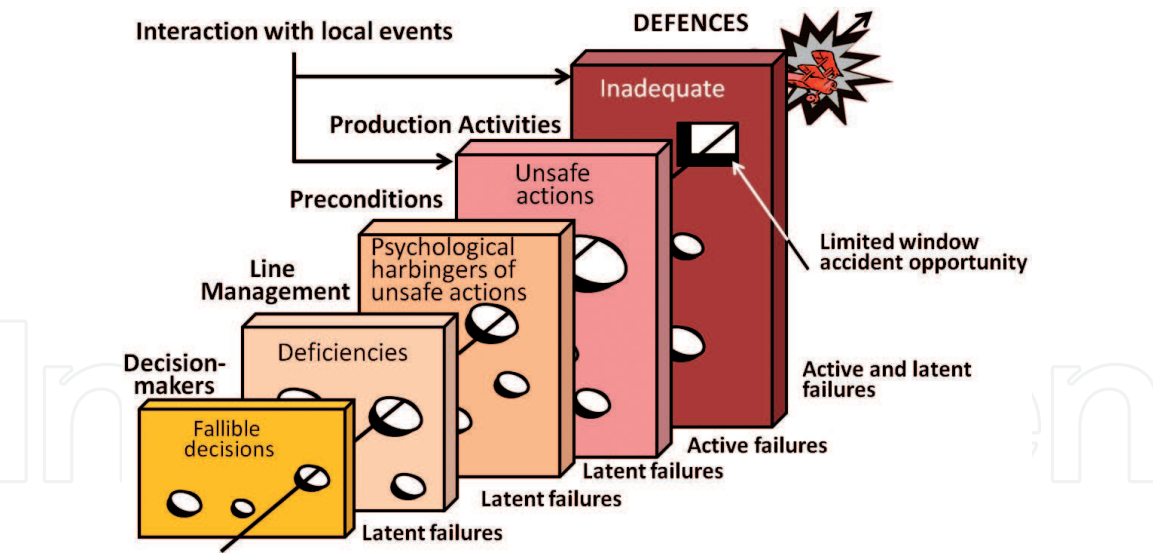 DEFENCES
Interaction with local events
Inadequate
Production Activities
Unsafe
actions
Preconditions
Psychological
harbingers of
unsafe actions
Limited window
accident opportunity
Line
Management
Deficiencies
Decision-
makers
Fallible
decisions
Active and latent
failures
Active failures
Latent failures
Latent failures
Latent failures